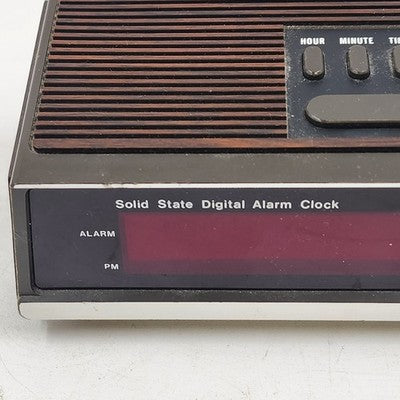 HOUR MINUTE
Solid State Digital Alarm Clock
ALARM
PM